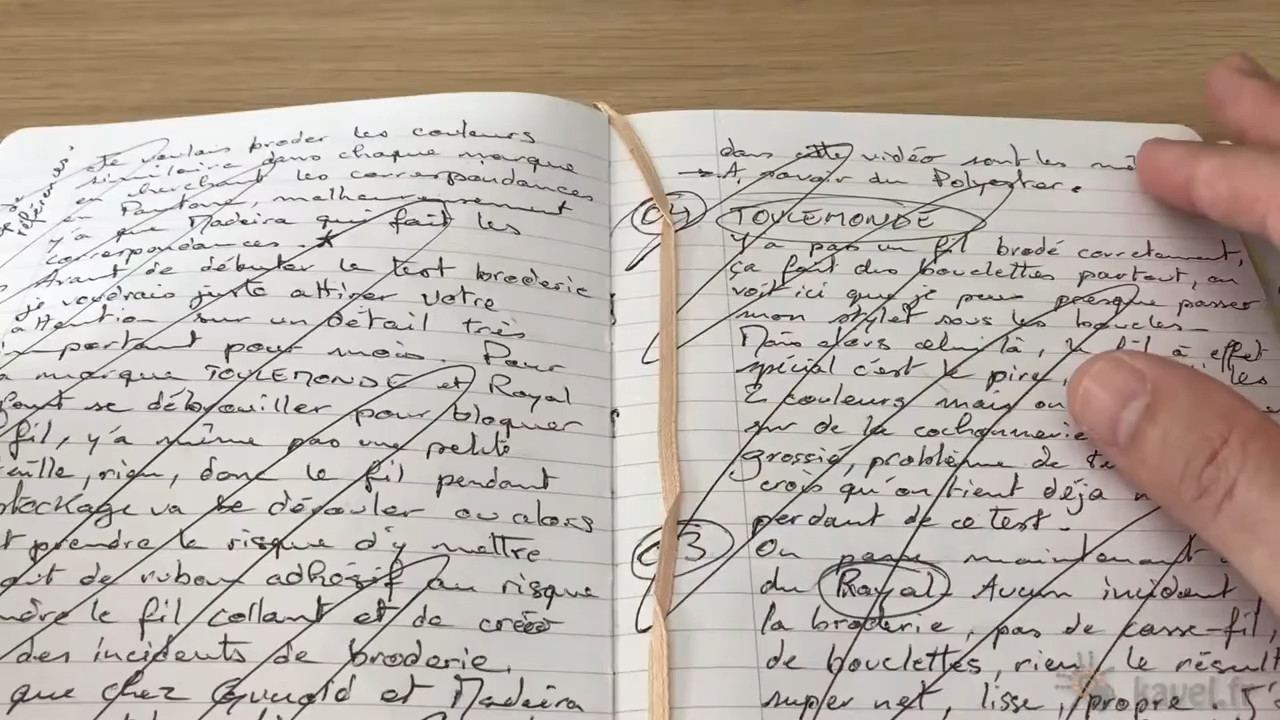 Je voulais broder les couleurs
similaire dans chaque marque
en cherchant les correspondances
en Pantone, malheureusement
y'a que Madeira qui fait les
correspondances.
Avant de débuter le test broderie
je voudrais juste attirer votre
attention sur un détail très
important pour moi. Pour
marque TOULEMONDE et Royal
faut se débrouiller pour bloquer
fil, y'a même pas une petite
rien, donc le fil pendant
stockage va se dérouler ou alors
prendre le risque d'y mettre
de ruban adhésif au risque
le fil collant et de créer
des incidents de broderie.
que chez Gunold et Madeira
dans cette vidéo sont les
→ A savoir du Polyester.
04 TOULEMONDE
Y'a pas un fil brodé correctement,
ça fait des bouclettes partout, on
voit ici que je peux presque passer
mon stylet sous les boucles.
Mais alors celui là, un fil à effet
spécial c'est le pire, les
2 couleurs mais on
sur de la cochonnerie
grossie, problème de
crois qu'on tient déjà
perdant de ce test.
03 On passe maintenant
du Royal Aucun incident
la broderie, pas de casse-fil,
de bouclettes, rien le résult
super net, lisse, propre.
kavel.fr